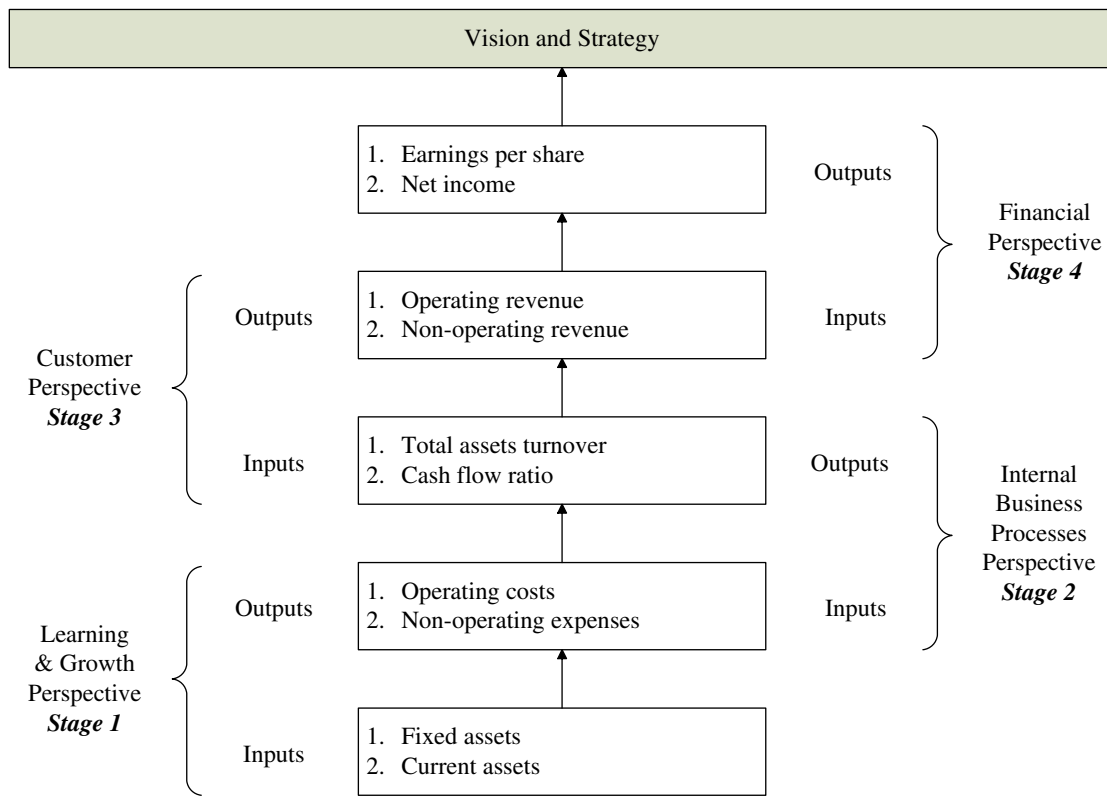 Vision and Strategy
1. Earnings per share
2. Net income
Outputs
Financial
Perspective
Stage 4
1. Operating revenue
2. Non-operating revenue
Outputs
Inputs
Customer
Perspective
Stage 3
1. Total assets turnover
2. Cash flow ratio
Inputs
Outputs
Internal
Business
Processes
Perspective
Stage 2
1. Operating costs
2. Non-operating expenses
Outputs
Inputs
Learning
& Growth
Perspective
Stage 1
1. Fixed assets
2. Current assets
Inputs